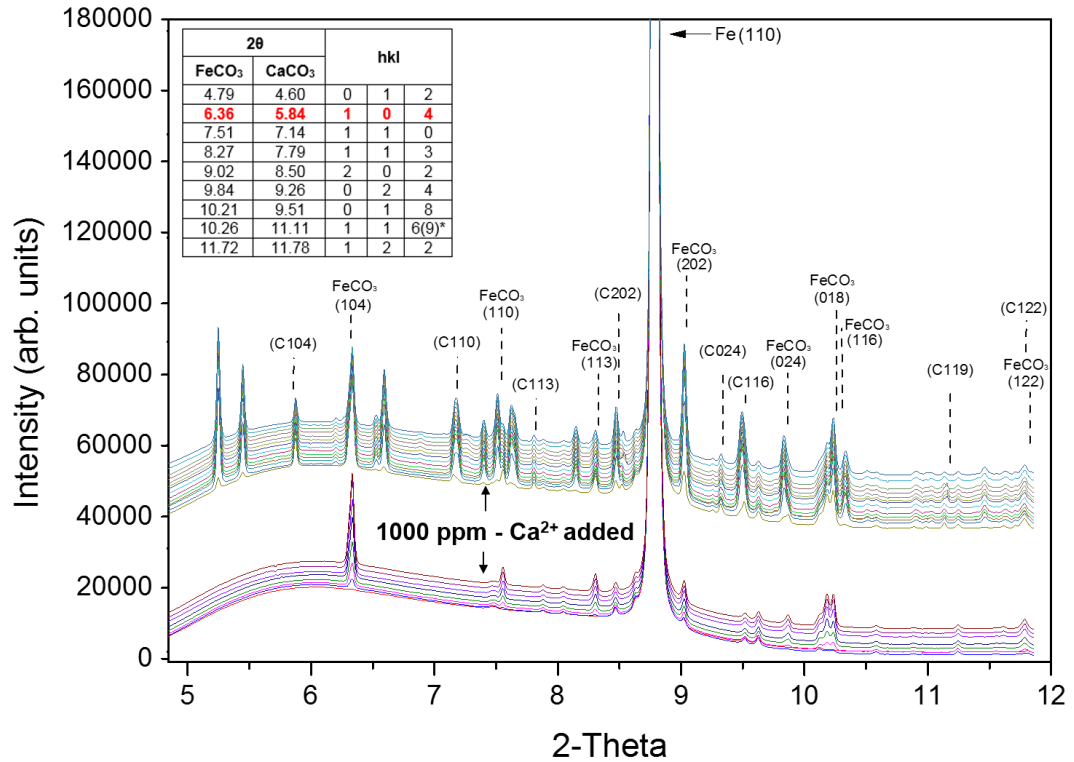 180000
160000
140000
120000
100000
80000
60000
40000
20000
0
Intensity (arb. units)
2θ hkl
FeCO₃ CaCO₃
4.79 4.60 0 1 2
6.36 5.84 1 0 4
7.51 7.14 1 1 0
8.27 7.79 1 1 3
9.02 8.50 2 0 2
9.84 9.26 0 2 4
10.21 9.51 0 1 8
10.26 11.11 1 1 6(9)*
11.72 11.78 1 2 2
Fe (110)
FeCO₃
(104)
(C104)
(C110)
FeCO₃
(110)
(C113)
FeCO₃
(113)
(C202)
FeCO₃
(202)
(C024)
(C116)
FeCO₃
(024)
FeCO₃
(018)
FeCO₃
(116)
(C119)
(C122)
FeCO₃
(122)
1000 ppm - Ca²⁺ added
5 6 7 8 9 10 11 12
2-Theta